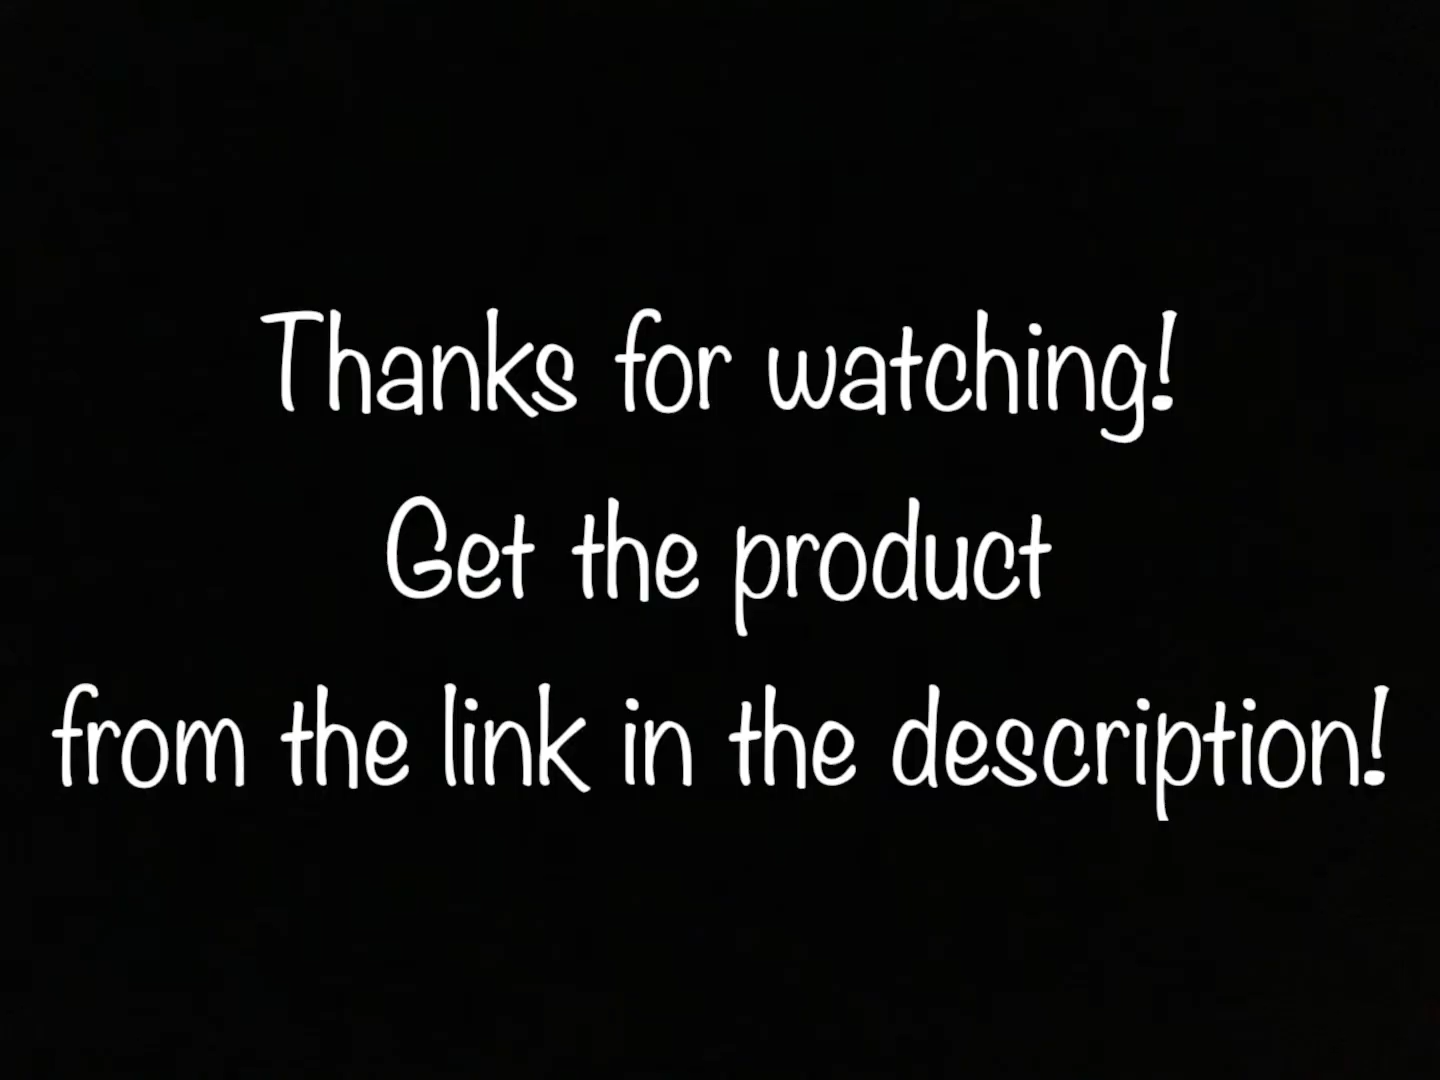 Thanks for watching!
Get the product
from the link in the description!